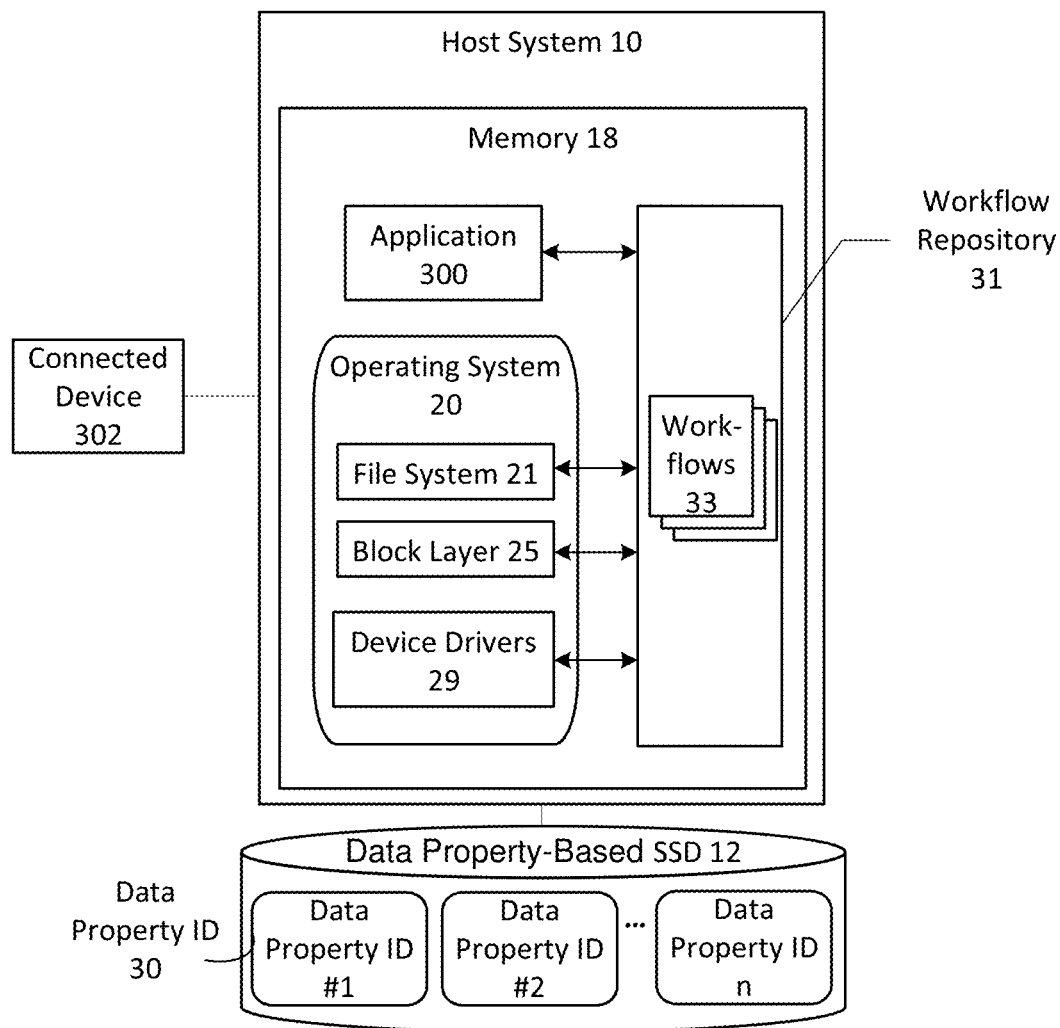 Host System 10
Memory 18
Application
300
Workflow
Repository
31
Connected
Device
302
Operating System
20
File System 21
Block Layer 25
Device Drivers
29
Work-
flows
33
Data Property-Based SSD 12
Data
Property ID
30
Data
Property ID
#1
Data
Property ID
#2
...
Data
Property ID
n